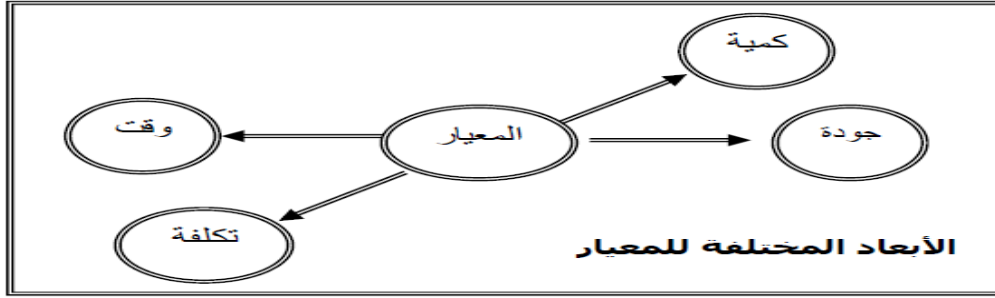 كمية
جودة
المعيار
وقت
تكلفة
الأبعاد المختلفة للمعيار